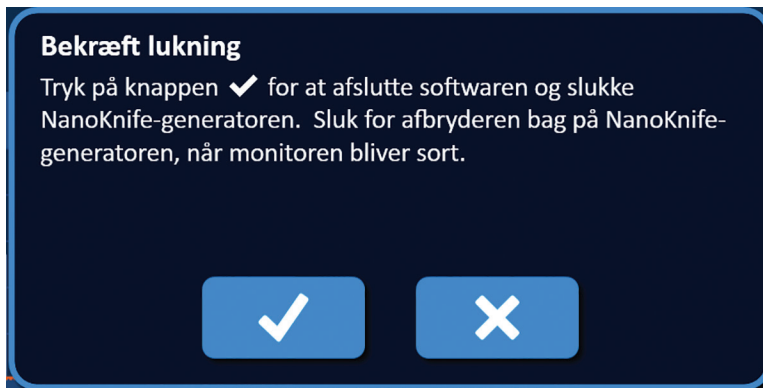 Bekræft lukning
Tryk på knappen ✔ for at afslutte softwaren og slukke
NanoKnife-generatoren.  Sluk for afbryderen bag på NanoKnife-
generatoren, når monitoren bliver sort.